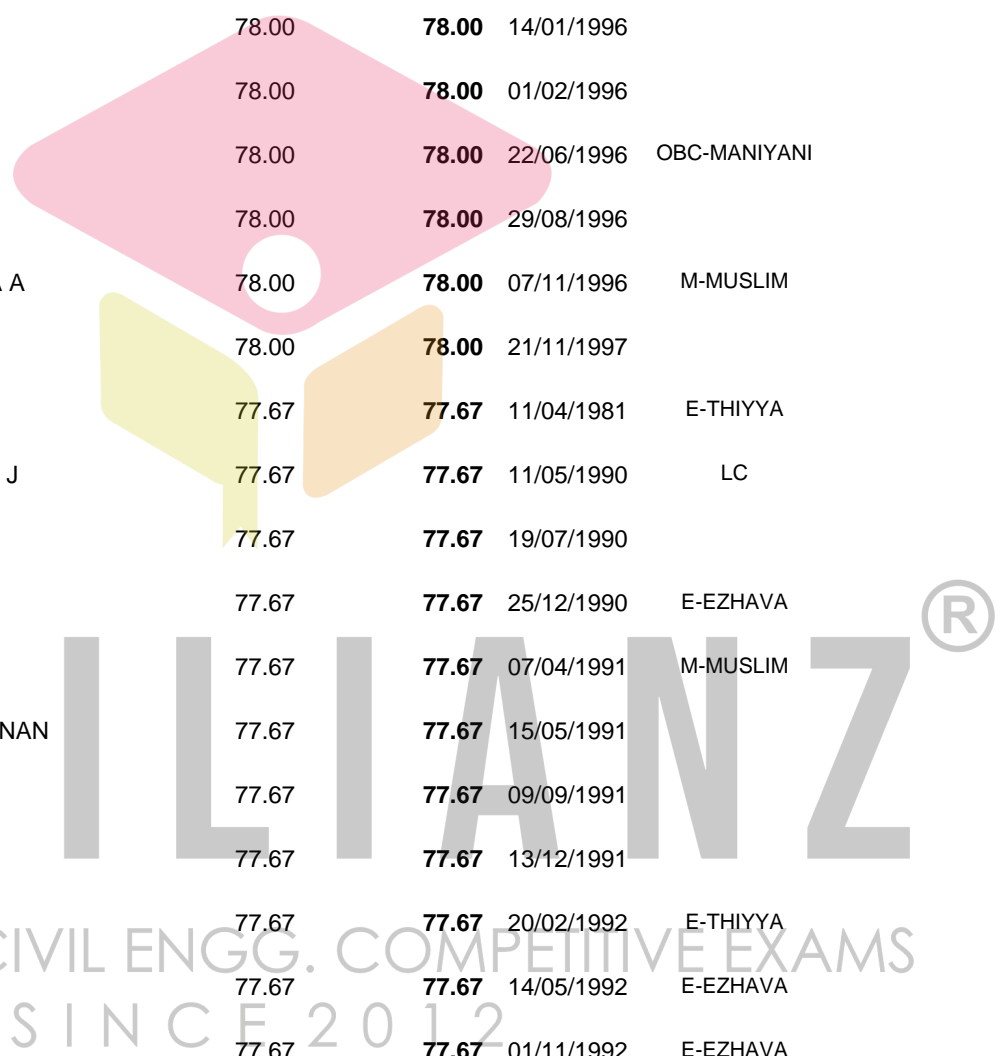 78.00 78.00 14/01/1996
78.00 78.00 01/02/1996
78.00 78.00 22/06/1996 OBC-MANIYANI
78.00 78.00 29/08/1996
A 78.00 78.00 07/11/1996 M-MUSLIM
78.00 78.00 21/11/1997
77.67 77.67 11/04/1981 E-THIYYA
J 77.67 77.67 11/05/1990 LC
77.67 77.67 19/07/1990
77.67 77.67 25/12/1990 E-EZHAVA
®
77.67 77.67 07/04/1991 M-MUSLIM
ILIANZ
NAN 77.67 77.67 15/05/1991
77.67 77.67 09/09/1991
77.67 77.67 13/12/1991
77.67 77.67 20/02/1992 E-THIYYA
CIVIL ENGG. COMPETITIVE EXAMS
77.67 77.67 14/05/1992 E-EZHAVA
SINCE 2012
77.67 77.67 01/11/1992 E-EZHAVA